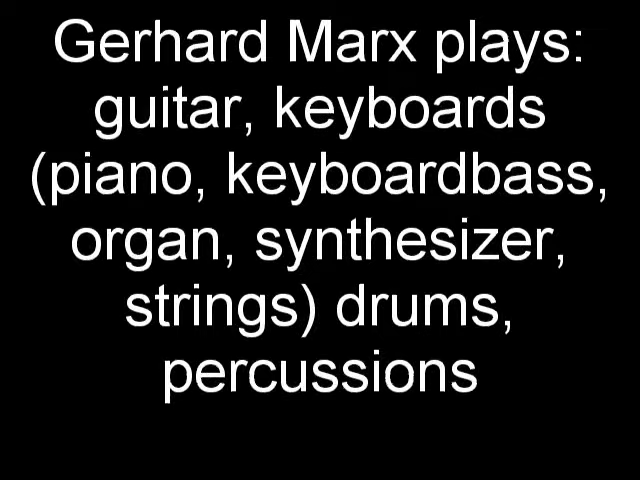 Gerhard Marx plays:
guitar, keyboards
(piano, keyboardbass,
organ, synthesizer,
strings) drums,
percussions